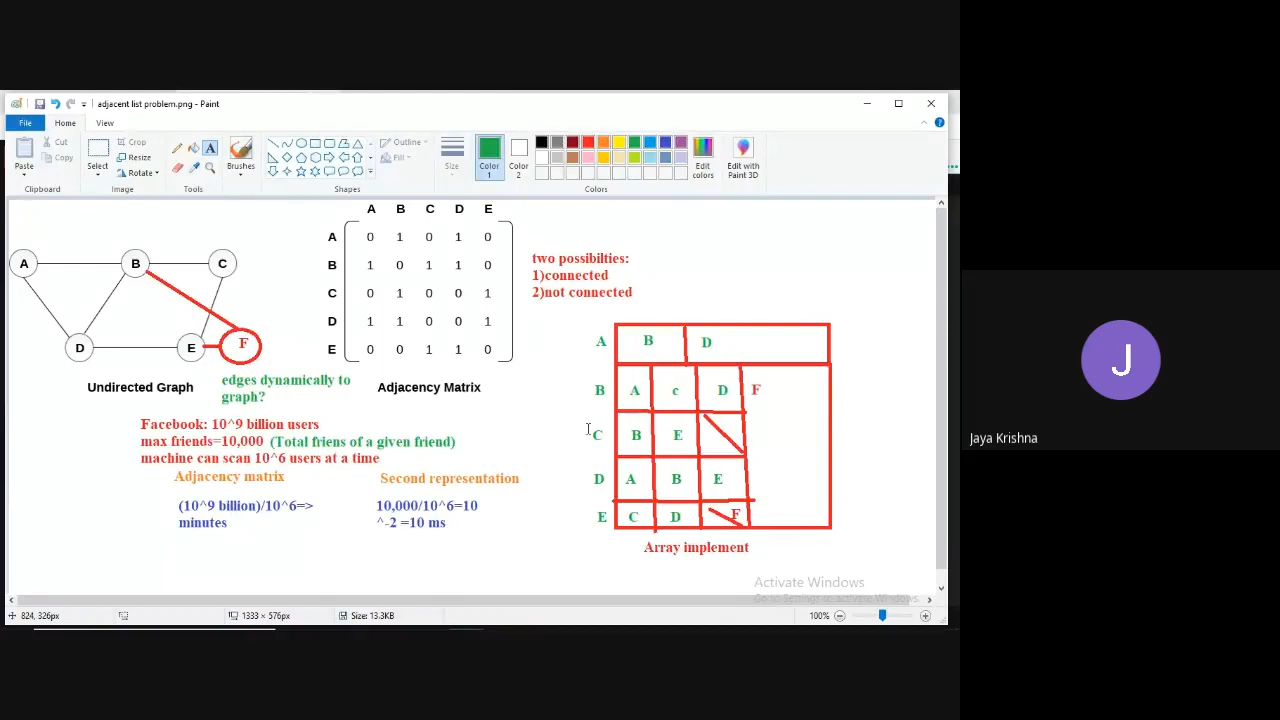 adjacent list problem.png - Paint
File
Home
View
Paste
Cut
Copy
Clipboard
Select
Crop
Resize
Rotate
Image
A
Tools
Brushes
Outline
Fill
Shapes
Size
Color
1
Color
2
Colors
Edit
colors
Edit with
Paint 3D
A B C D E
A 0 1 0 1 0
B 1 0 1 1 0
C 0 1 0 0 1
D 1 1 0 0 1
E 0 0 1 1 0
A B C
D E F
Undirected Graph
edges dynamically to
graph?
Adjacency Matrix
two possibilties:
1)connected
2)not connected
A B D
B A c D F
C B E
D A B E
E C D F
Array implement
Facebook: 10^9 billion users
max friends=10,000 (Total friens of a given friend)
machine can scan 10^6 users at a time
Adjacency matrix
Second representation
(10^9 billion)/10^6=>
minutes
10,000/10^6=10
^-2 =10 ms
Activate Windows
Go to Settings to activate Windows.
824, 326px
1333 × 576px
Size: 13.3KB
100%
J
Jaya Krishna